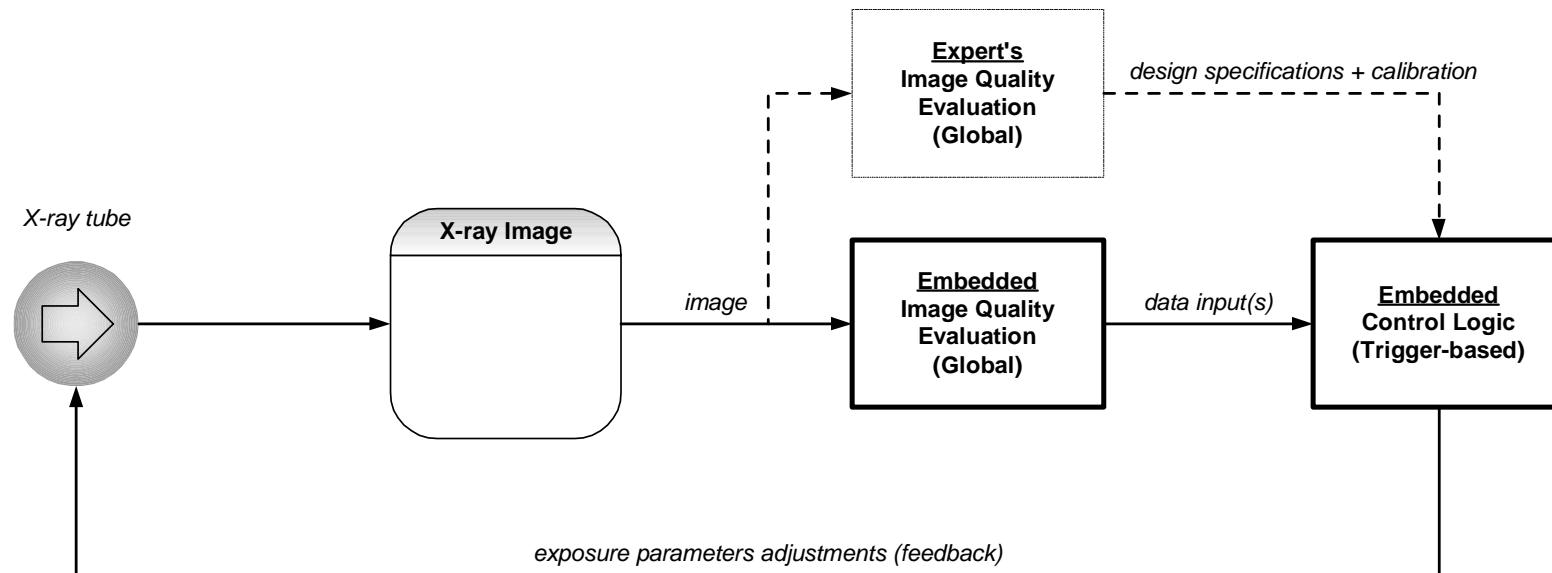 Expert's
Image Quality
Evaluation
(Global)
design specifications + calibration
X-ray tube
X-ray Image
image
Embedded
Image Quality
Evaluation
(Global)
data input(s)
Embedded
Control Logic
(Trigger-based)
exposure parameters adjustments (feedback)